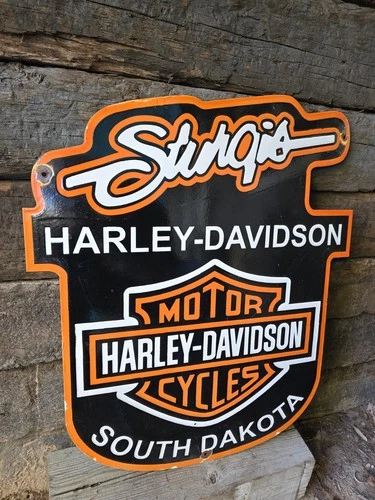 Sturgis
HARLEY-DAVIDSON
MOTOR
HARLEY-DAVIDSON
CYCLES
SOUTH DAKOTA